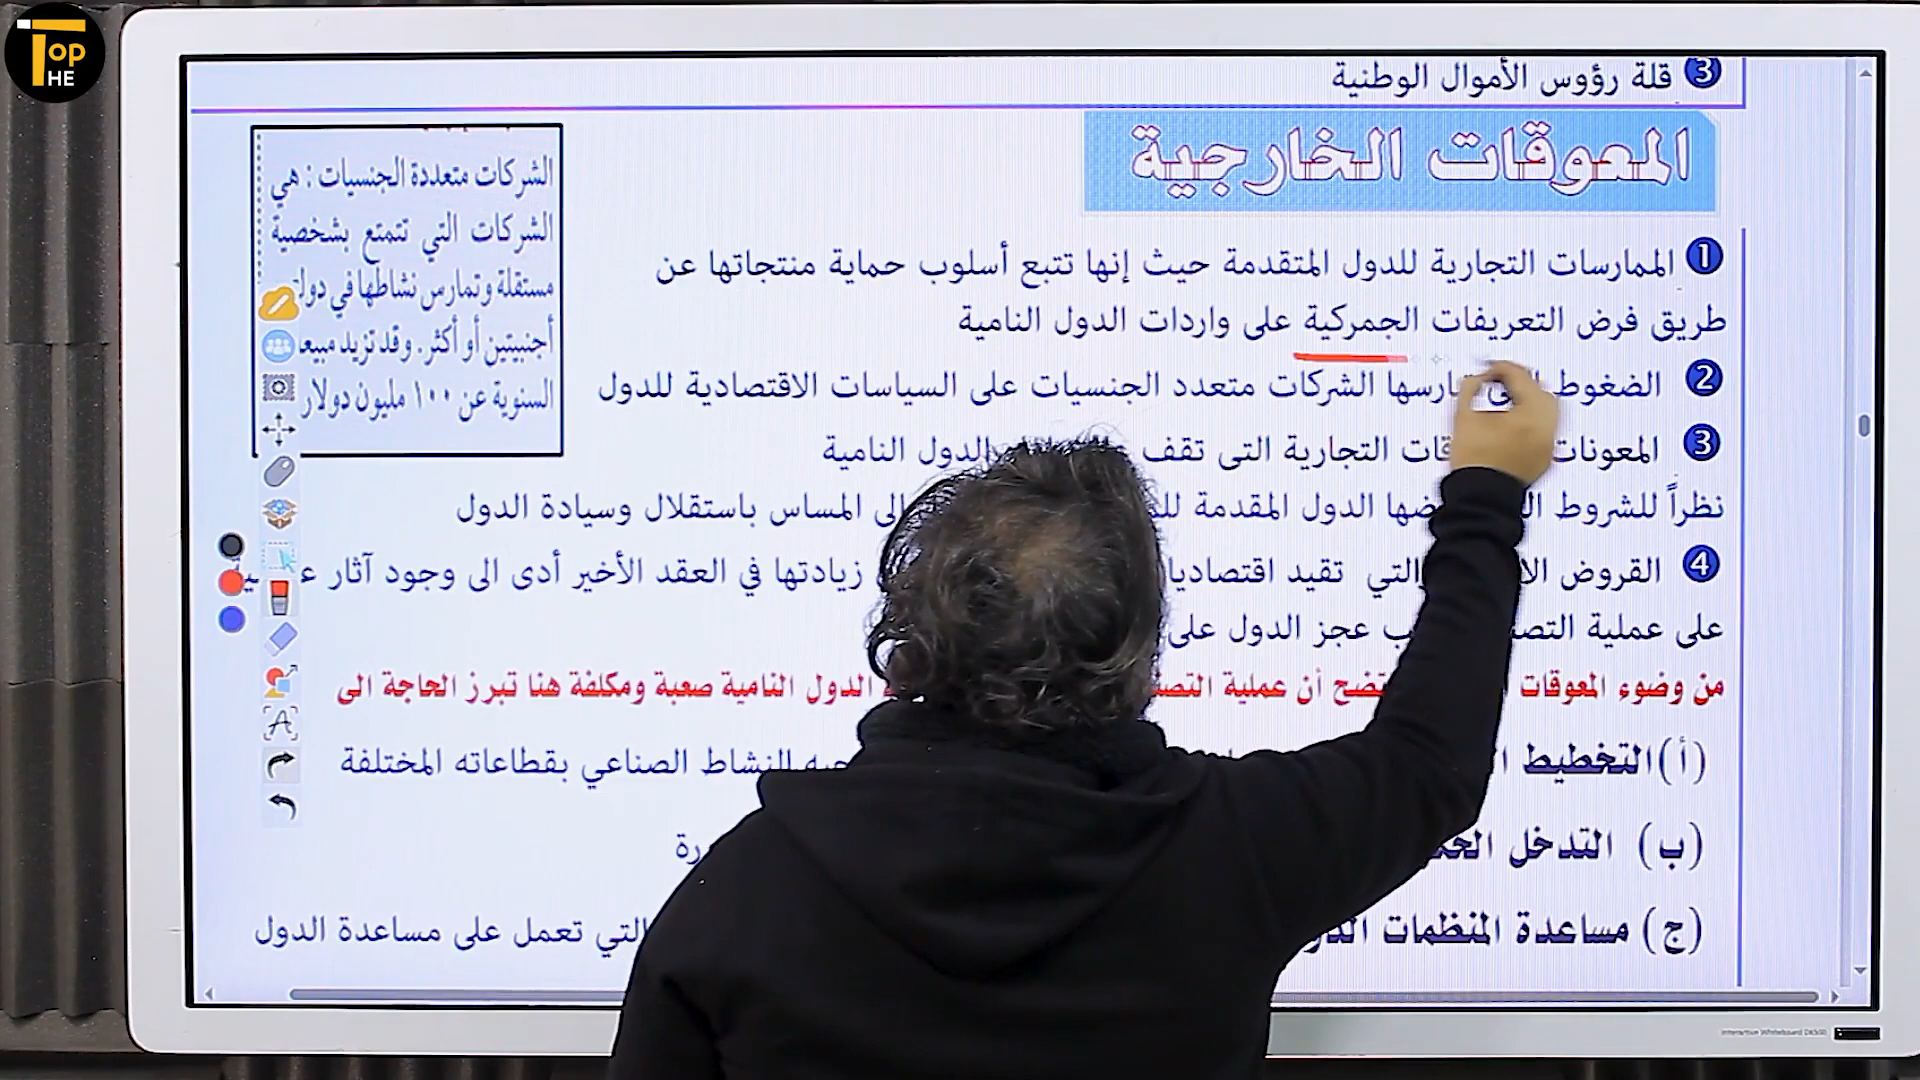 TOP
THE
3 قلة رؤوس الأموال الوطنية
المعوقات الخارجية
1 الممارسات التجارية للدول المتقدمة حيث إنها تتبع أسلوب حماية منتجاتها عن
طريق فرض التعريفات الجمركية على واردات الدول النامية
2 الضغوط تمارسها الشركات متعدد الجنسيات على السياسات الاقتصادية للدول
3 المعونات التجارية التى تقف الدول النامية
نظراً للشروط الدول المقدمة المساس باستقلال وسيادة الدول
4 القروض التي تقيد زيادتها في العقد الأخير أدى الى وجود آثار
على عملية عجز الدول على
من وضوء المعوقات أن عملية الدول النامية صعبة ومكلفة هنا تبرز الحاجة الى
(أ) التخطيط النشاط الصناعي بقطاعاته المختلفة
(ب) التدخل
(ج) مساعدة المنظمات التي تعمل على مساعدة الدول
الشركات متعددة الجنسيات : هي
الشركات التي تتمتع بشخصية
مستقلة وتمارس نشاطها في
أجنبيتين أو أكثر. وقد تزيد
السنوية عن ١٠٠ مليون دولار
Interactive Whiteboard